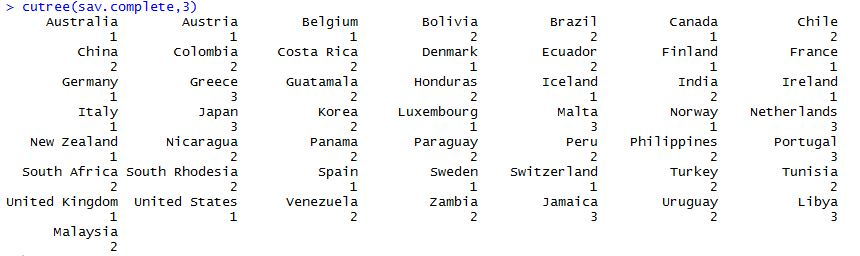 > cutree(sav.complete,3)
Australia Austria Belgium Bolivia Brazil Canada Chile
1 1 1 2 2 1 2
China Colombia Costa Rica Denmark Ecuador Finland France
2 2 2 1 2 1 1
Germany Greece Guatamala Honduras Iceland India Ireland
1 3 2 2 1 2 1
Italy Japan Korea Luxembourg Malta Norway Netherlands
1 3 2 1 3 1 3
New Zealand Nicaragua Panama Paraguay Peru Philippines Portugal
1 2 2 2 2 2 3
South Africa South Rhodesia Spain Sweden Switzerland Turkey Tunisia
2 2 1 1 1 2 2
United Kingdom United States Venezuela Zambia Jamaica Uruguay Libya
1 1 2 2 3 2 3
Malaysia
2